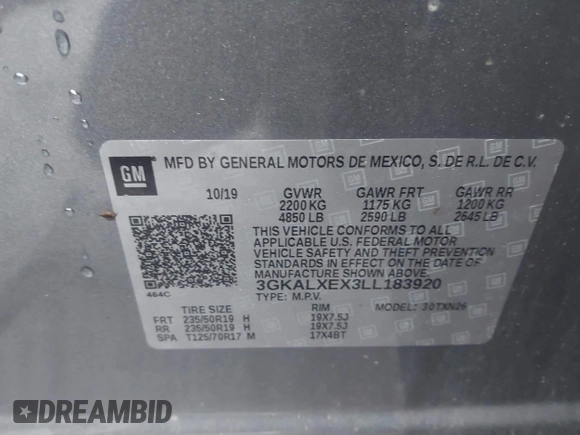 GM
MFD BY GENERAL MOTORS DE MEXICO, S. DE R.L. DE C.V.
10/19 GVWR GAWR FRT GAWR RR
2200 KG 1175 KG 1200 KG
4850 LB 2590 LB 2645 LB
THIS VEHICLE CONFORMS TO ALL
APPLICABLE U.S. FEDERAL MOTOR
VEHICLE SAFETY AND THEFT PREVENTION
STANDARDS IN EFFECT ON THE DATE OF
MANUFACTURE SHOWN ABOVE.
3GKALXEX3LL183920
464C
TYPE: M.P.V. MODEL: 3 0TXN26
TIRE SIZE RIM
FRT 235/50R19 H 19X7.5J
RR 235/50R19 H 19X7.5J
SPA T125/70R17 M 17X4BT
DREAMBID